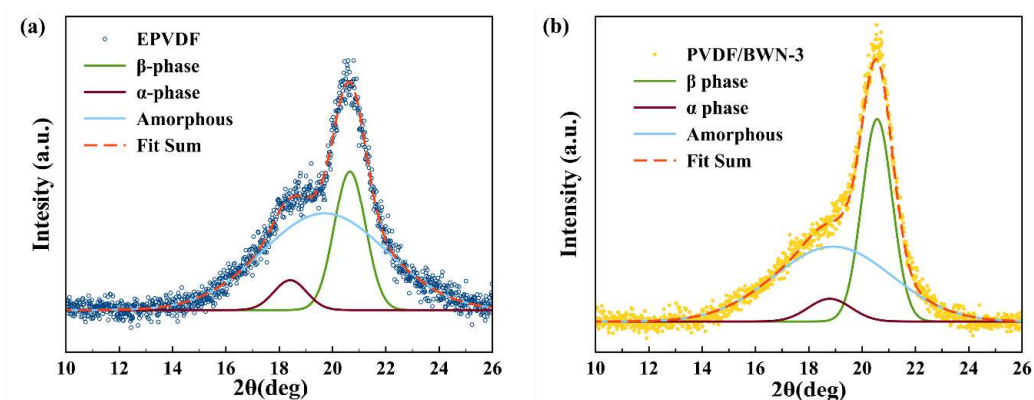 (a)
EPVDF
β-phase
α-phase
Amorphous
Fit Sum
Intesity (a.u.)
10 12 14 16 18 20 22 24 26
2θ(deg)
(b)
PVDF/BWN-3
β phase
α phase
Amorphous
Fit Sum
Intensity (a.u.)
10 12 14 16 18 20 22 24 26
2θ(deg)